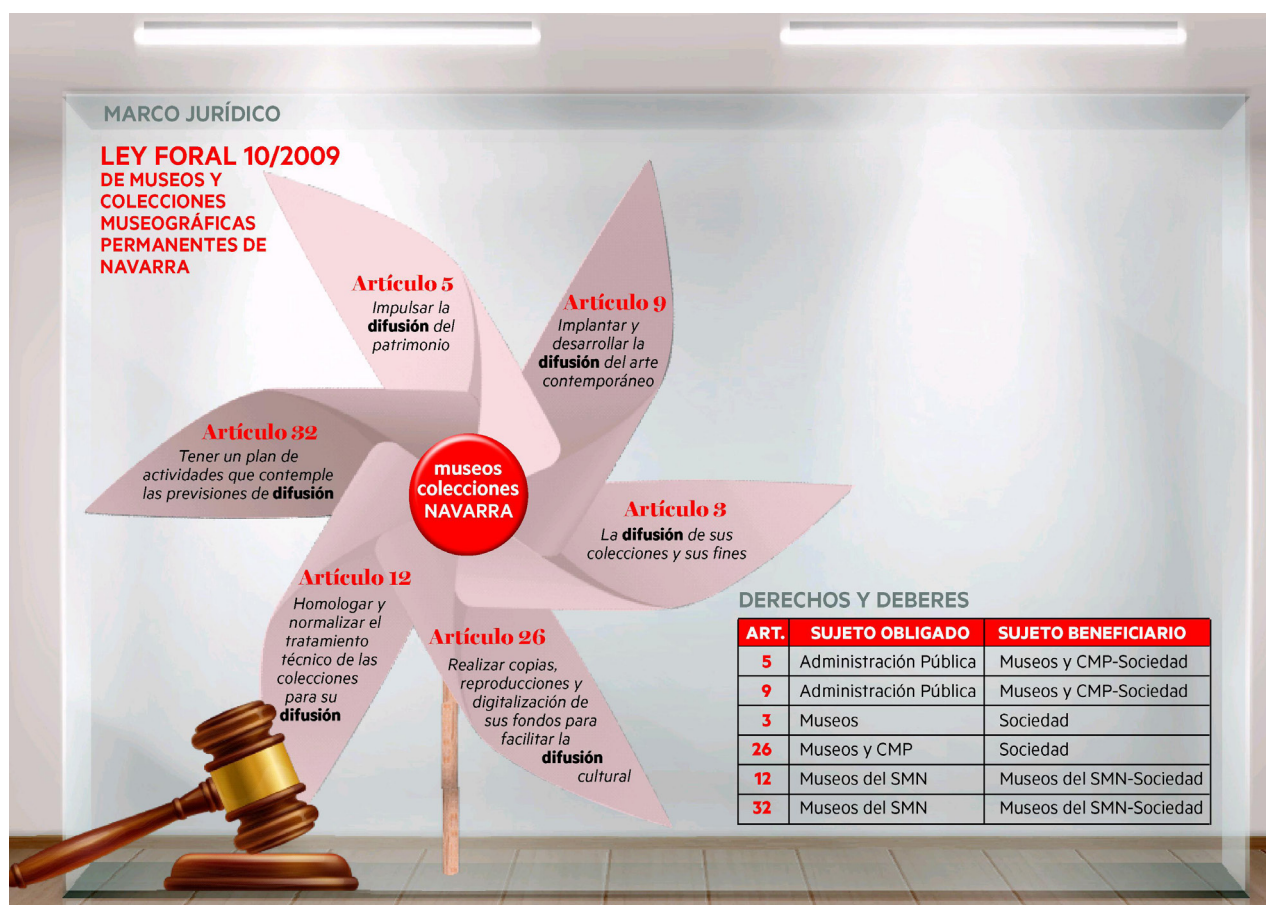 MARCO JURÍDICO
LEY FORAL 10/2009
DE MUSEOS Y
COLECCIONES
MUSEOGRÁFICAS
PERMANENTES DE
NAVARRA
Artículo 5
Impulsar la
difusión del
patrimonio
Artículo 9
Implantar y
desarrollar la
difusión del arte
contemporáneo
Artículo 32
Tener un plan de
actividades que contemple
las previsiones de difusión
museos
colecciones
NAVARRA
Artículo 3
La difusión de sus
colecciones y sus fines
Artículo 12
Homologar y
normalizar el
tratamiento
técnico de las
colecciones
para su
difusión
Artículo 26
Realizar copias,
reproducciones y
digitalización de
sus fondos para
facilitar la
difusión
cultural
DERECHOS Y DEBERES
ART. SUJETO OBLIGADO SUJETO BENEFICIARIO
5 Administración Pública Museos y CMP-Sociedad
9 Administración Pública Museos y CMP-Sociedad
3 Museos Sociedad
26 Museos y CMP Sociedad
12 Museos del SMN Museos del SMN-Sociedad
32 Museos del SMN Museos del SMN-Sociedad